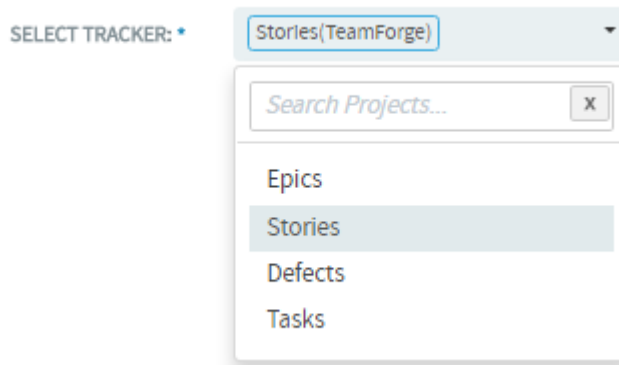 SELECT TRACKER: *
Stories(TeamForge)
Search Projects...
X
Epics
Stories
Defects
Tasks